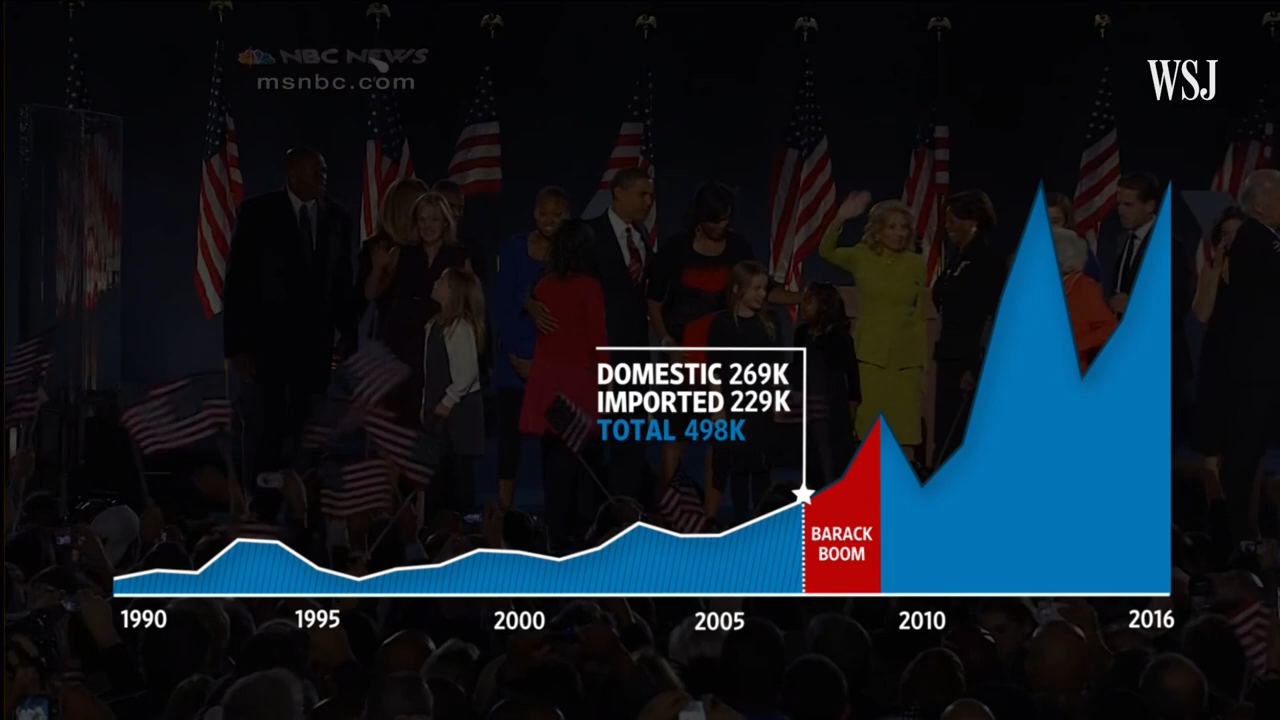 NBC NEWS
msnbc.com
WSJ
DOMESTIC 269K
IMPORTED 229K
TOTAL 498K
BARACK
BOOM
1990 1995 2000 2005 2010 2016